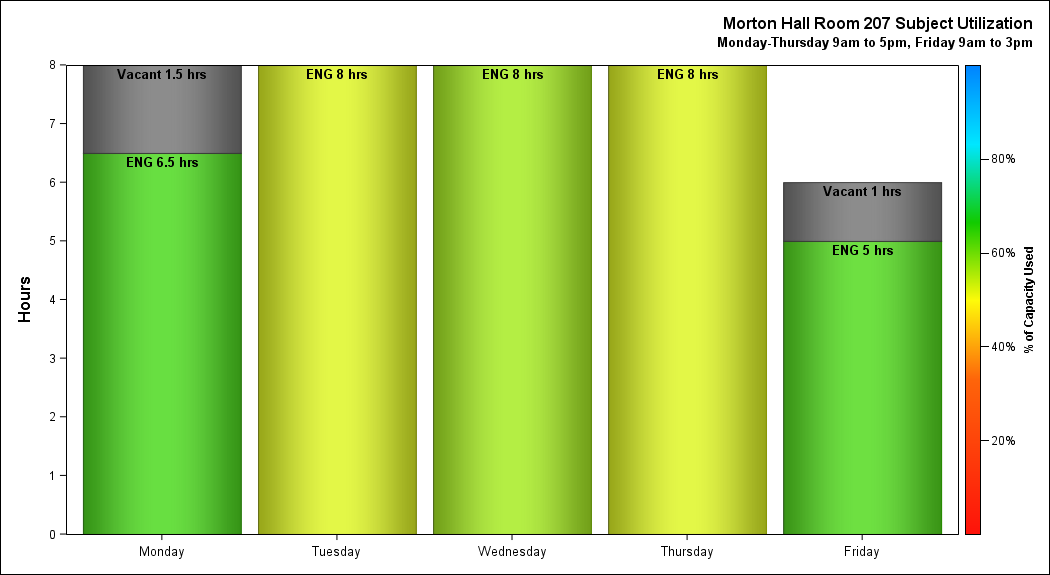 Morton Hall Room 207 Subject Utilization
Monday-Thursday 9am to 5pm, Friday 9am to 3pm
Hours
8
7
6
5
4
3
2
1
0
Vacant 1.5 hrs
ENG 6.5 hrs
ENG 8 hrs
ENG 8 hrs
ENG 8 hrs
Vacant 1 hrs
ENG 5 hrs
Monday
Tuesday
Wednesday
Thursday
Friday
80%
60%
40%
20%
% of Capacity Used